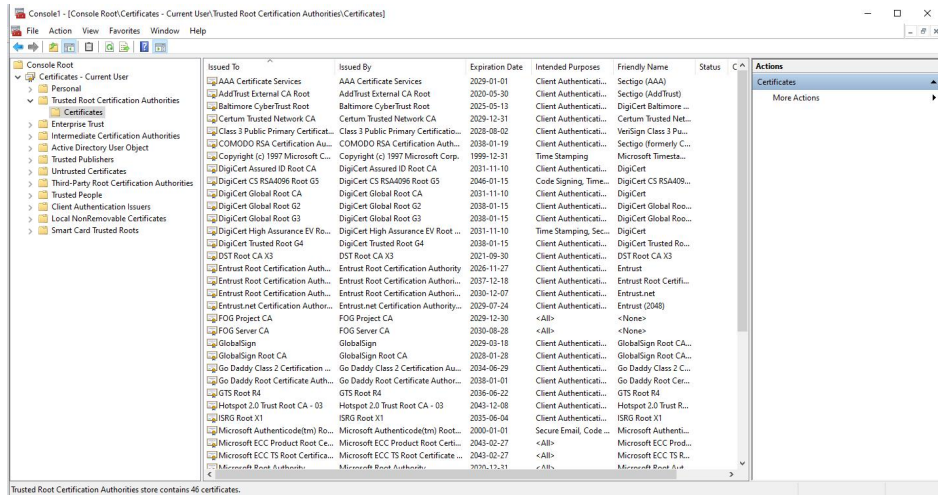 Console1 - [Console Root\Certificates - Current User\Trusted Root Certification Authorities\Certificates]
File Action View Favorites Window Help
Console Root
Certificates - Current User
Personal
Trusted Root Certification Authorities
Certificates
Enterprise Trust
Intermediate Certification Authorities
Active Directory User Object
Trusted Publishers
Untrusted Certificates
Third-Party Root Certification Authorities
Trusted People
Client Authentication Issuers
Local NonRemovable Certificates
Smart Card Trusted Roots
Issued To Issued By Expiration Date Intended Purposes Friendly Name Status C
AAA Certificate Services AAA Certificate Services 2029-01-01 Client Authenticati... Sectigo (AAA)
AddTrust External CA Root AddTrust External CA Root 2020-05-30 Client Authenticati... Sectigo (AddTrust)
Baltimore CyberTrust Root Baltimore CyberTrust Root 2025-05-13 Client Authenticati... DigiCert Baltimore ...
Certum Trusted Network CA Certum Trusted Network CA 2029-12-31 Client Authenticati... Certum Trusted Net...
Class 3 Public Primary Certificat... Class 3 Public Primary Certificatio... 2028-08-02 Client Authenticati... VeriSign Class 3 Pu...
COMODO RSA Certification Au... COMODO RSA Certification Auth... 2038-01-19 Client Authenticati... Sectigo (formerly C...
Copyright (c) 1997 Microsoft C... Copyright (c) 1997 Microsoft Corp. 1999-12-31 Time Stamping Microsoft Timesta...
DigiCert Assured ID Root CA DigiCert Assured ID Root CA 2031-11-10 Client Authenticati... DigiCert
DigiCert CS RSA4096 Root G5 DigiCert CS RSA4096 Root G5 2046-01-15 Code Signing, Time... DigiCert CS RSA409...
DigiCert Global Root CA DigiCert Global Root CA 2031-11-10 Client Authenticati... DigiCert
DigiCert Global Root G2 DigiCert Global Root G2 2038-01-15 Client Authenticati... DigiCert Global Roo...
DigiCert Global Root G3 DigiCert Global Root G3 2038-01-15 Client Authenticati... DigiCert Global Roo...
DigiCert High Assurance EV Ro... DigiCert High Assurance EV Root ... 2031-11-10 Time Stamping, Sec... DigiCert
DigiCert Trusted Root G4 DigiCert Trusted Root G4 2038-01-15 Client Authenticati... DigiCert Trusted Ro...
DST Root CA X3 DST Root CA X3 2021-09-30 Client Authenticati... DST Root CA X3
Entrust Root Certification Auth... Entrust Root Certification Authority 2026-11-27 Client Authenticati... Entrust
Entrust Root Certification Auth... Entrust Root Certification Authori... 2037-12-18 Client Authenticati... Entrust Root Certifi...
Entrust Root Certification Auth... Entrust Root Certification Authori... 2030-12-07 Client Authenticati... Entrust.net
Entrust.net Certification Author... Entrust.net Certification Authority... 2029-07-24 Client Authenticati... Entrust (2048)
FOG Project CA FOG Project CA 2029-12-30 <All> <None>
FOG Server CA FOG Server CA 2030-08-28 <All> <None>
GlobalSign GlobalSign 2029-03-18 Client Authenticati... GlobalSign Root CA...
GlobalSign Root CA GlobalSign Root CA 2028-01-28 Client Authenticati... GlobalSign Root CA...
Go Daddy Class 2 Certification ... Go Daddy Class 2 Certification Au... 2034-06-29 Client Authenticati... Go Daddy Class 2 C...
Go Daddy Root Certificate Auth... Go Daddy Root Certificate Author... 2038-01-01 Client Authenticati... Go Daddy Root Cer...
GTS Root R4 GTS Root R4 2036-06-22 Client Authenticati... GTS Root R4
Hotspot 2.0 Trust Root CA - 03 Hotspot 2.0 Trust Root CA - 03 2043-12-08 Client Authenticati... Hotspot 2.0 Trust R...
ISRG Root X1 ISRG Root X1 2035-06-04 Client Authenticati... ISRG Root X1
Microsoft Authenticode(tm) Ro... Microsoft Authenticode(tm) Root... 2000-01-01 Secure Email, Code ... Microsoft Authenti...
Microsoft ECC Product Root Ce... Microsoft ECC Product Root Certi... 2043-02-27 <All> Microsoft ECC Prod...
Microsoft ECC TS Root Certifica... Microsoft ECC TS Root Certificate ... 2043-02-27 <All> Microsoft ECC TS R...
Microsoft Root Authority Microsoft Root Authority 2020-12-31 <All> Microsoft Root Aut...
Actions
Certificates
More Actions
Trusted Root Certification Authorities store contains 46 certificates.